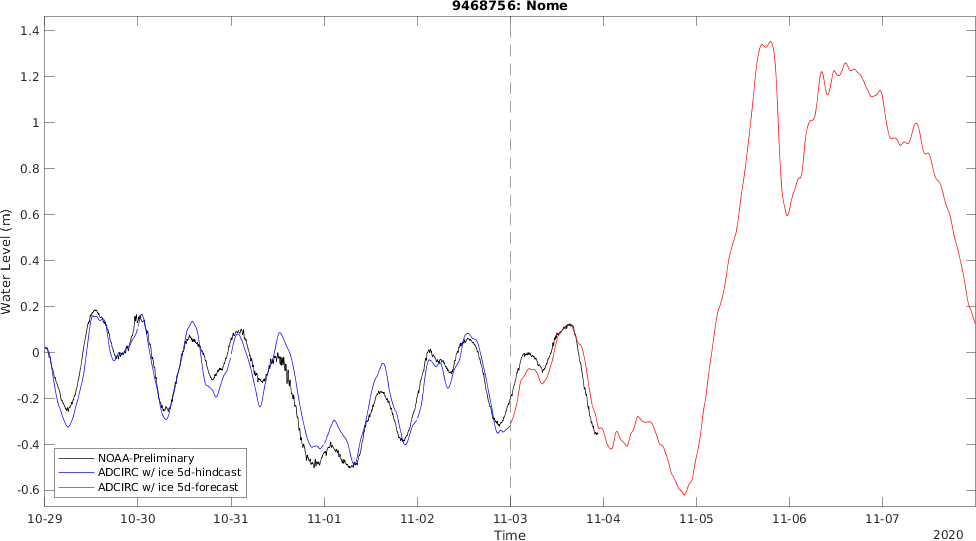 9468756: Nome
1.4
1.2
1
0.8
0.6
0.4
0.2
0
-0.2
-0.4
-0.6
Water Level (m)
NOAA-Preliminary
ADCIRC w/ ice 5d-hindcast
ADCIRC w/ ice 5d-forecast
10-29 10-30 10-31 11-01 11-02 11-03 11-04 11-05 11-06 11-07
Time
2020